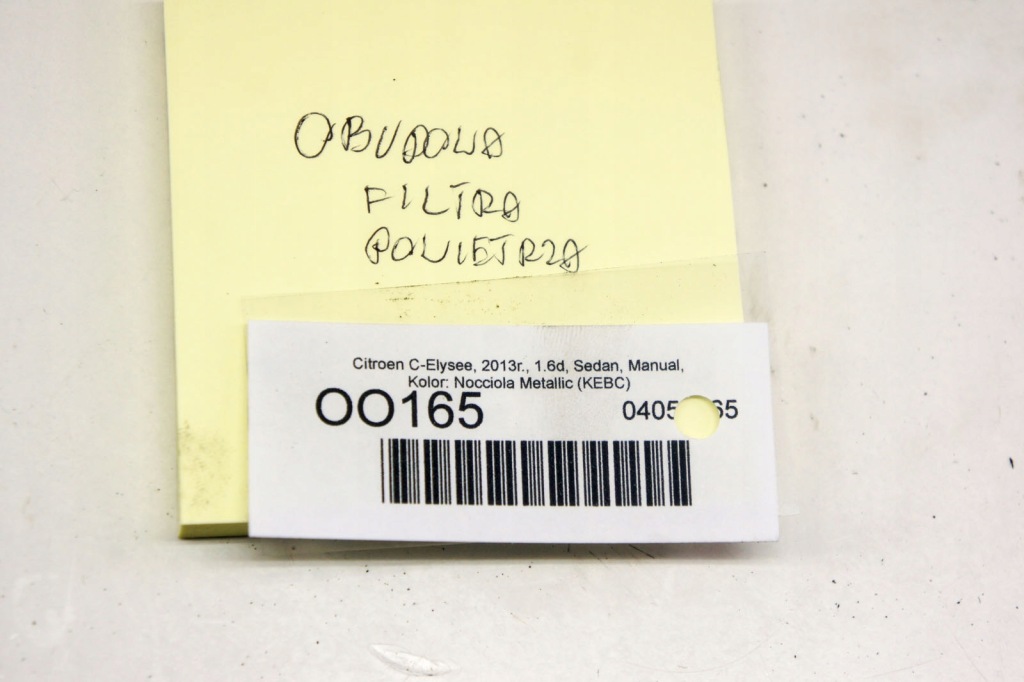 OBUDOWA
FILTRA
POWIETRZA
Citroen C-Elysee, 2013r., 1.6d, Sedan, Manual,
Kolor: Nocciola Metallic (KEBC)
OO165